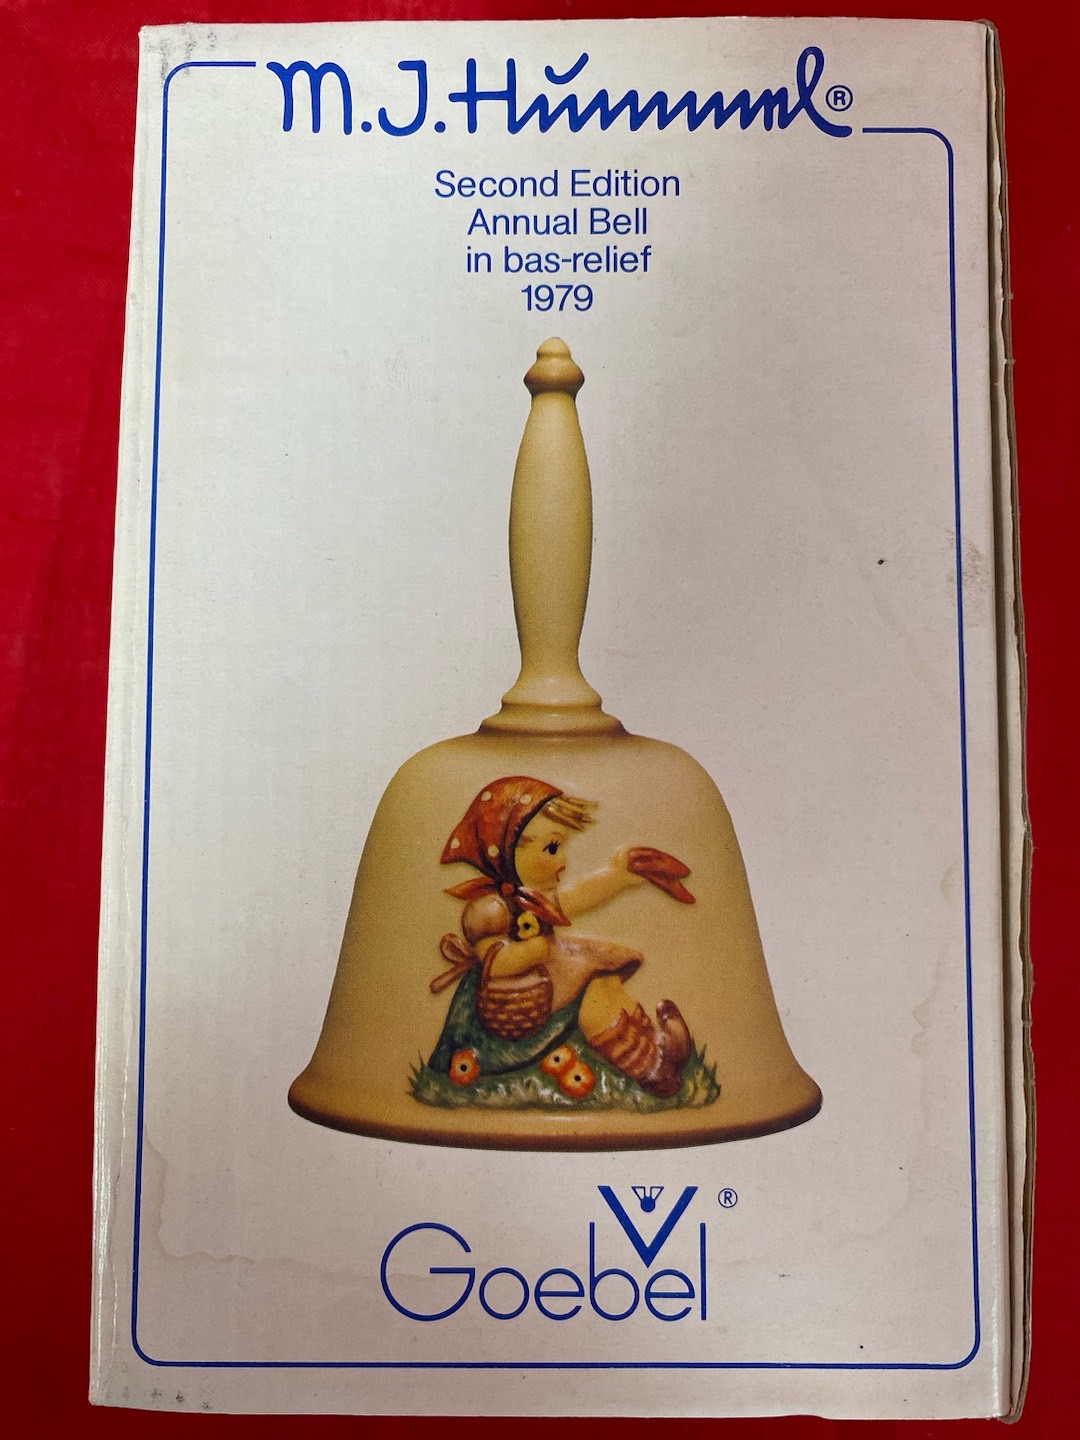 M.J.Hummel®
Second Edition
Annual Bell
in bas-relief
1979
Goebel®